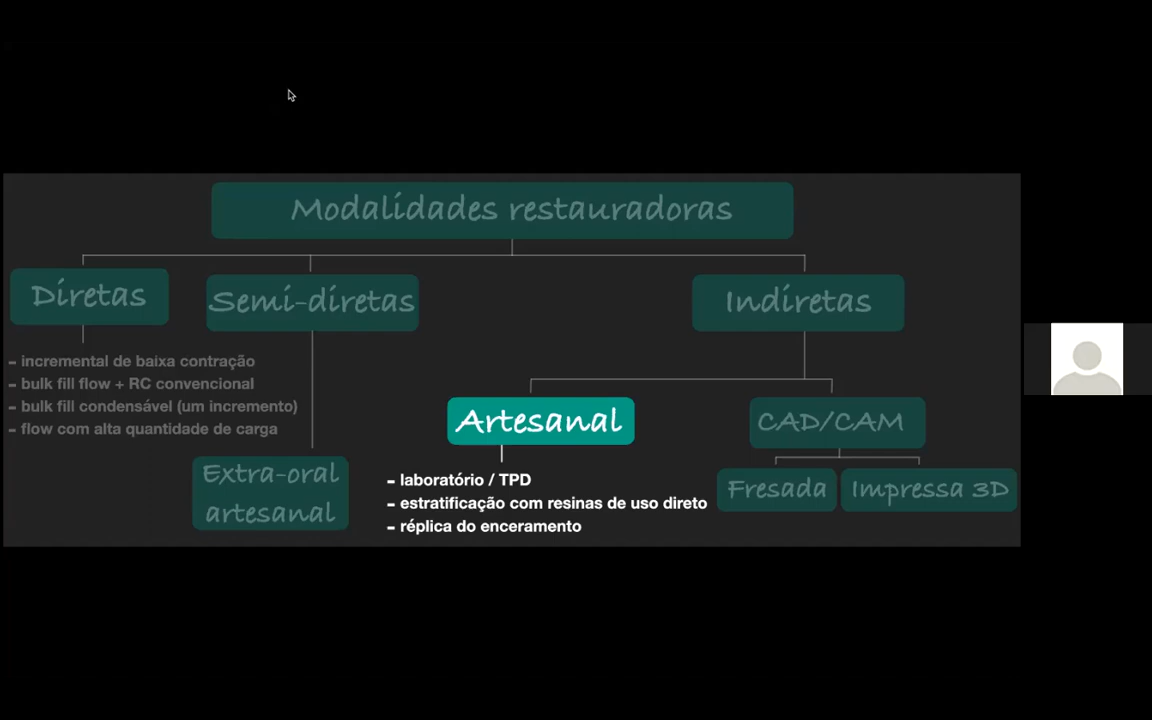 Modalidades restauradoras
Diretas
Semi-diretas
Indiretas
- incremental de baixa contração
- bulk fill flow + RC convencional
- bulk fill condensável (um incremento)
- flow com alta quantidade de carga
Extra-oral
artesanal
Artesanal
- laboratório / TPD
- estratificação com resinas de uso direto
- réplica do enceramento
CAD/CAM
Fresada
Impressa 3D